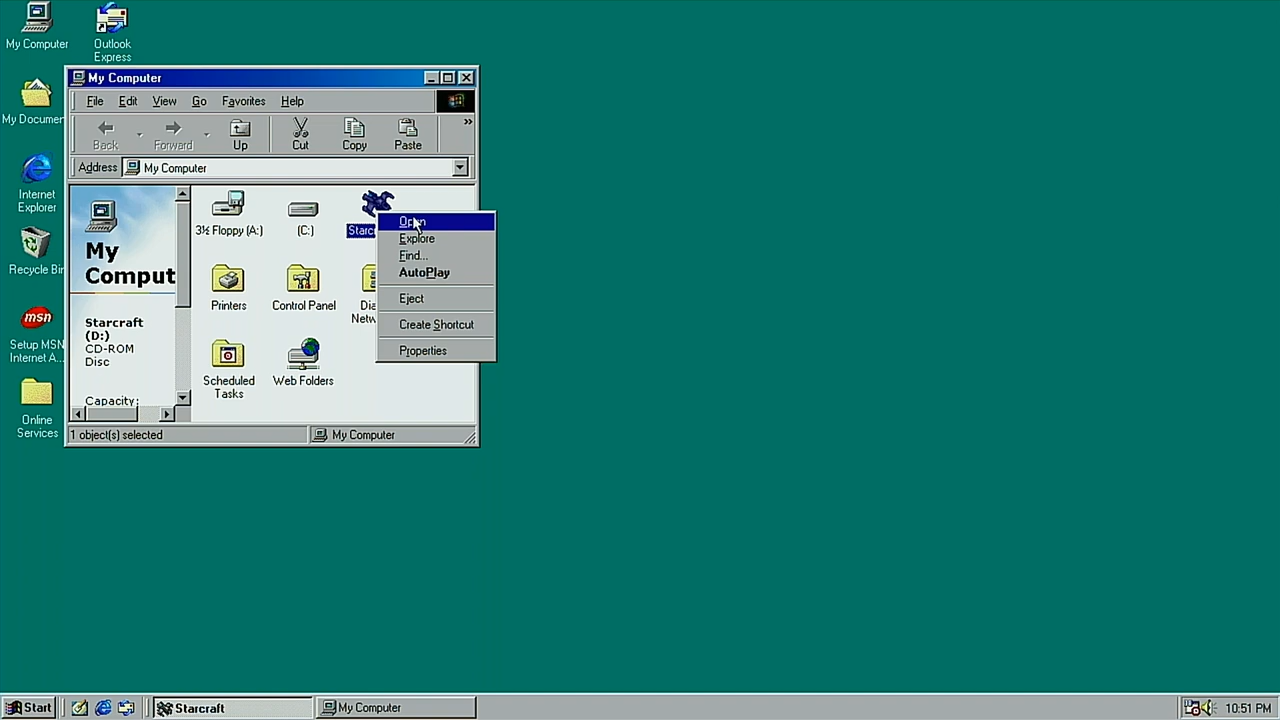 My Computer
Outlook
Express
My Documen
Internet
Explorer
Recycle Bin
msn
Setup MSN
Internet A...
Online
Services
My Computer
File Edit View Go Favorites Help
Back Forward Up Cut Copy Paste »
Address My Computer
My
Comput
Starcraft
(D:)
CD-ROM
Disc
Capacity:
3½ Floppy (A:)
(C:)
Starc
Printers
Control Panel
Dia
Netw
Scheduled
Tasks
Web Folders
Open
Explore
Find...
AutoPlay
Eject
Create Shortcut
Properties
1 object(s) selected
My Computer
Start
Starcraft
My Computer
10:51 PM